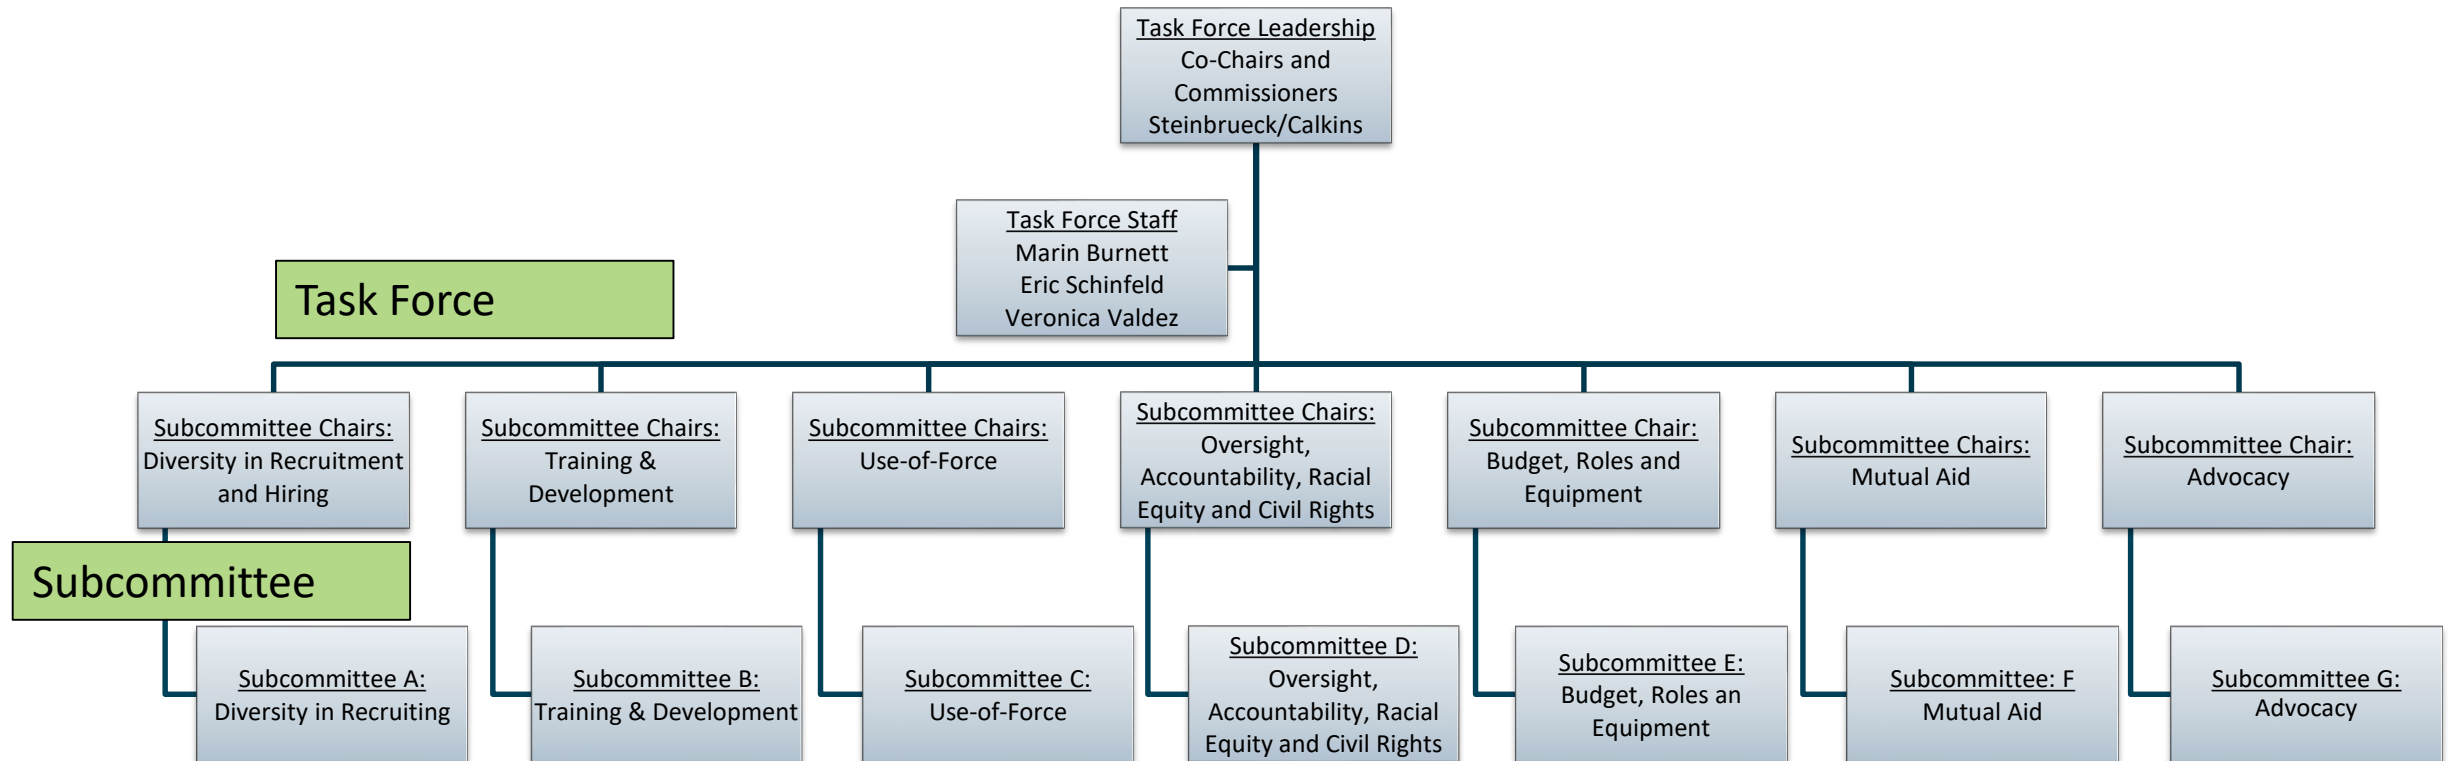 Task Force Leadership
Co-Chairs and
Commissioners
Steinbrueck/Calkins
Task Force Staff
Marin Burnett
Eric Schinfeld
Veronica Valdez
Task Force
Subcommittee Chairs:
Diversity in Recruitment
and Hiring
Subcommittee Chairs:
Training &
Development
Subcommittee Chairs:
Use-of-Force
Subcommittee Chairs:
Oversight,
Accountability, Racial
Equity and Civil Rights
Subcommittee Chair:
Budget, Roles and
Equipment
Subcommittee Chairs:
Mutual Aid
Subcommittee Chair:
Advocacy
Subcommittee
Subcommittee A:
Diversity in Recruiting
Subcommittee B:
Training & Development
Subcommittee C:
Use-of-Force
Subcommittee D:
Oversight,
Accountability, Racial
Equity and Civil Rights
Subcommittee E:
Budget, Roles an
Equipment
Subcommittee: F
Mutual Aid
Subcommittee G:
Advocacy